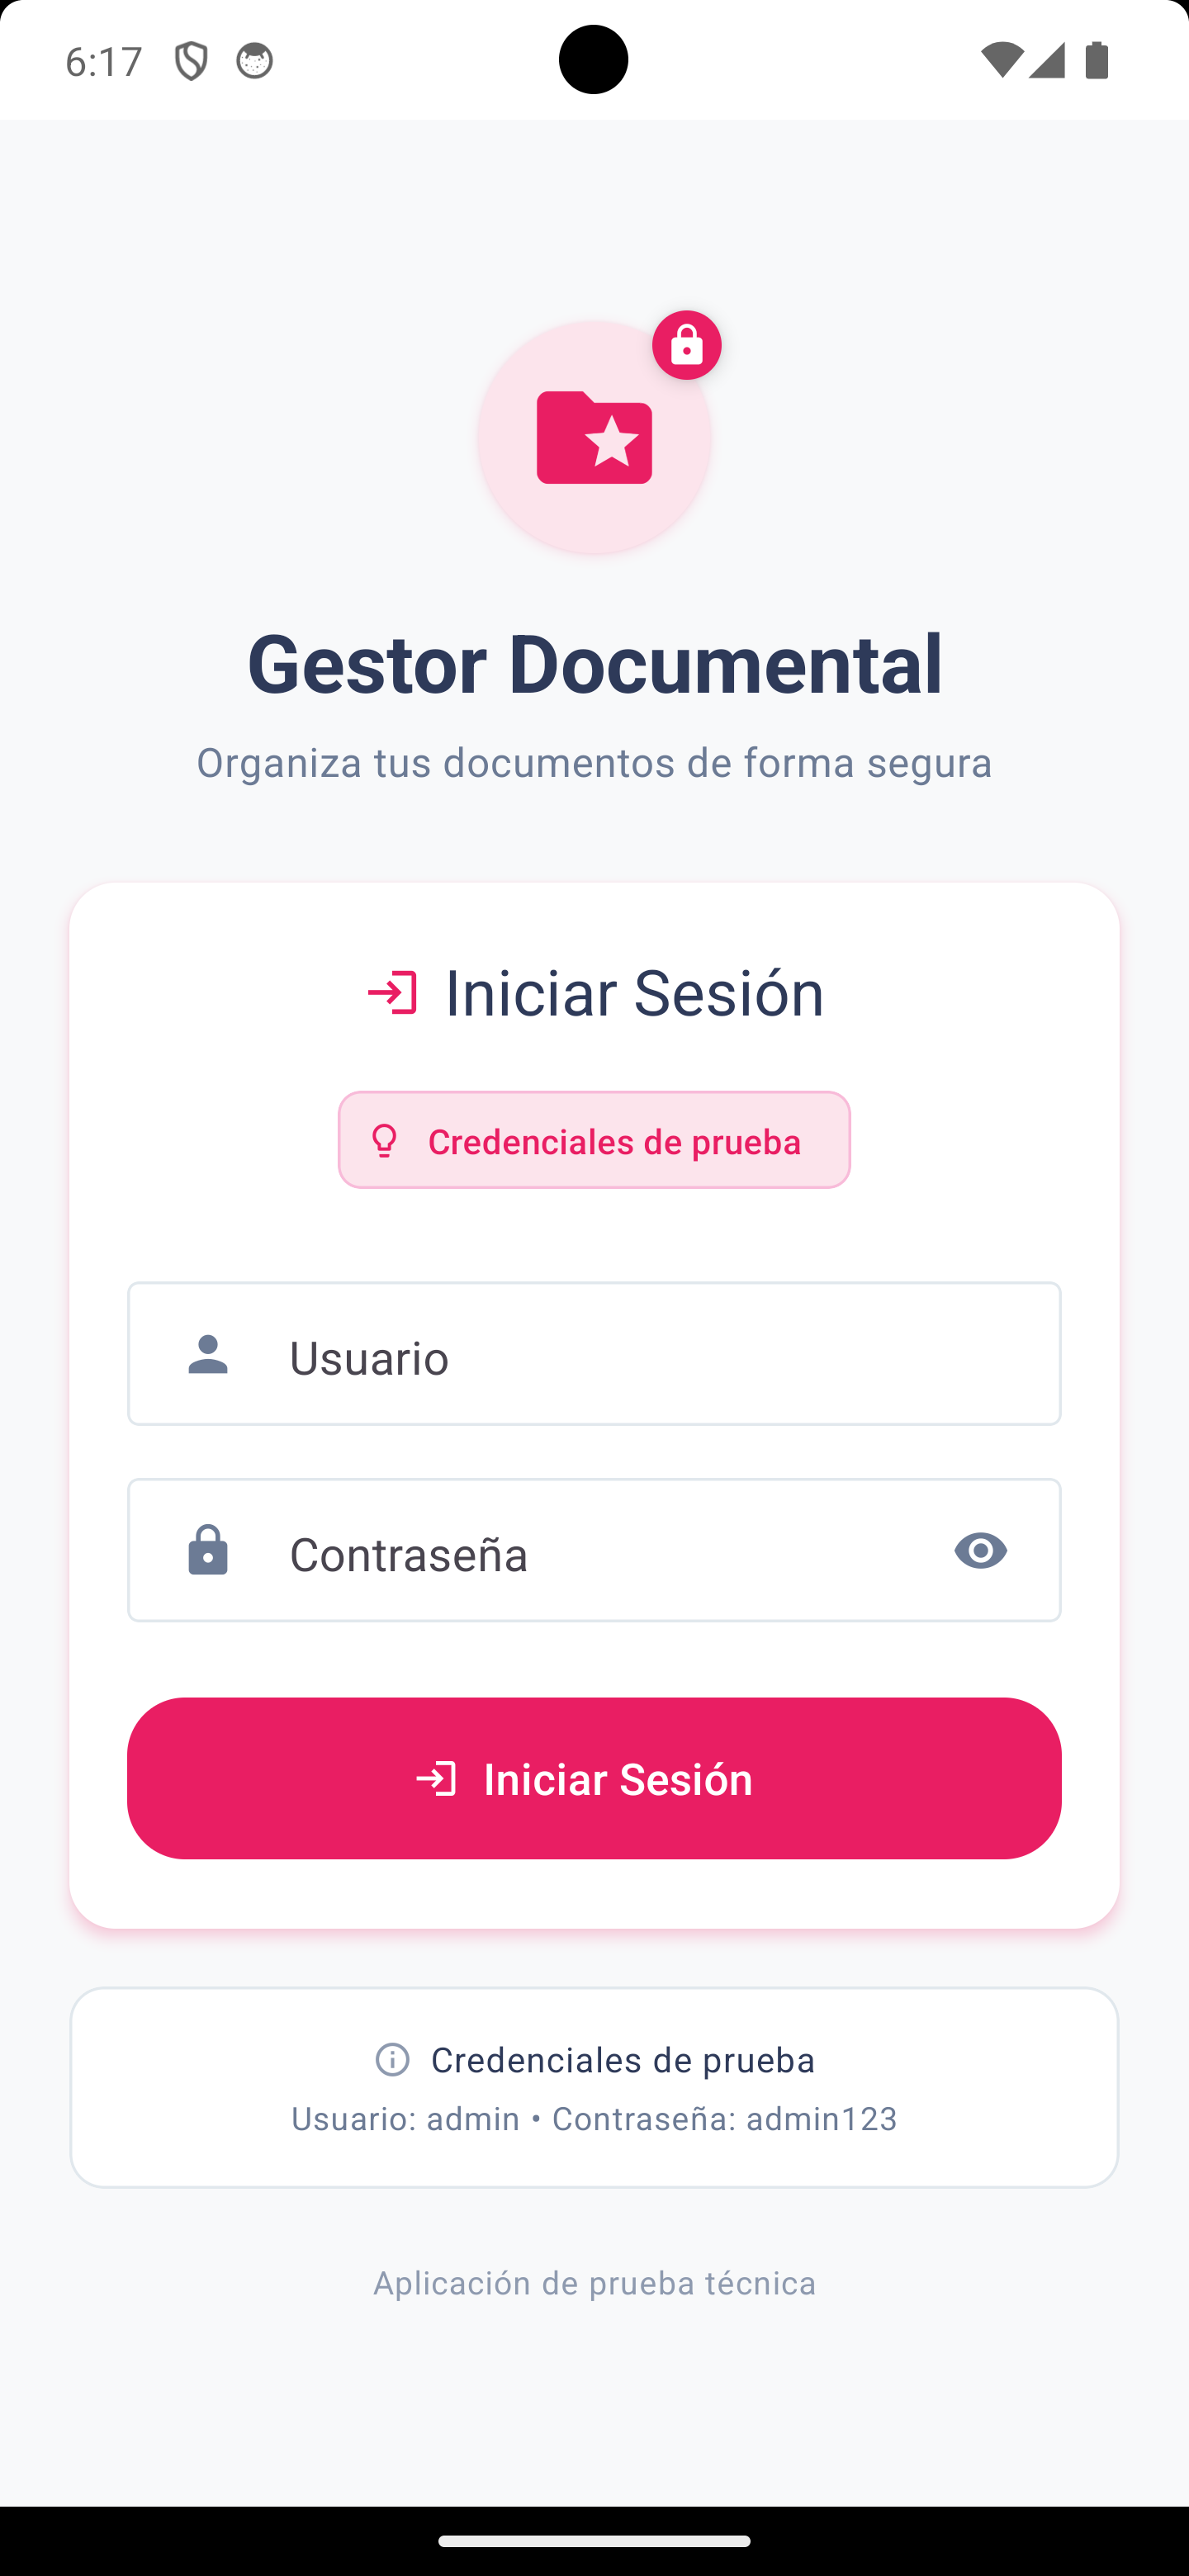 6:17
Gestor Documental
Organiza tus documentos de forma segura
Iniciar Sesión
Credenciales de prueba
Usuario
Contraseña
Iniciar Sesión
Credenciales de prueba
Usuario: admin • Contraseña: admin123
Aplicación de prueba técnica